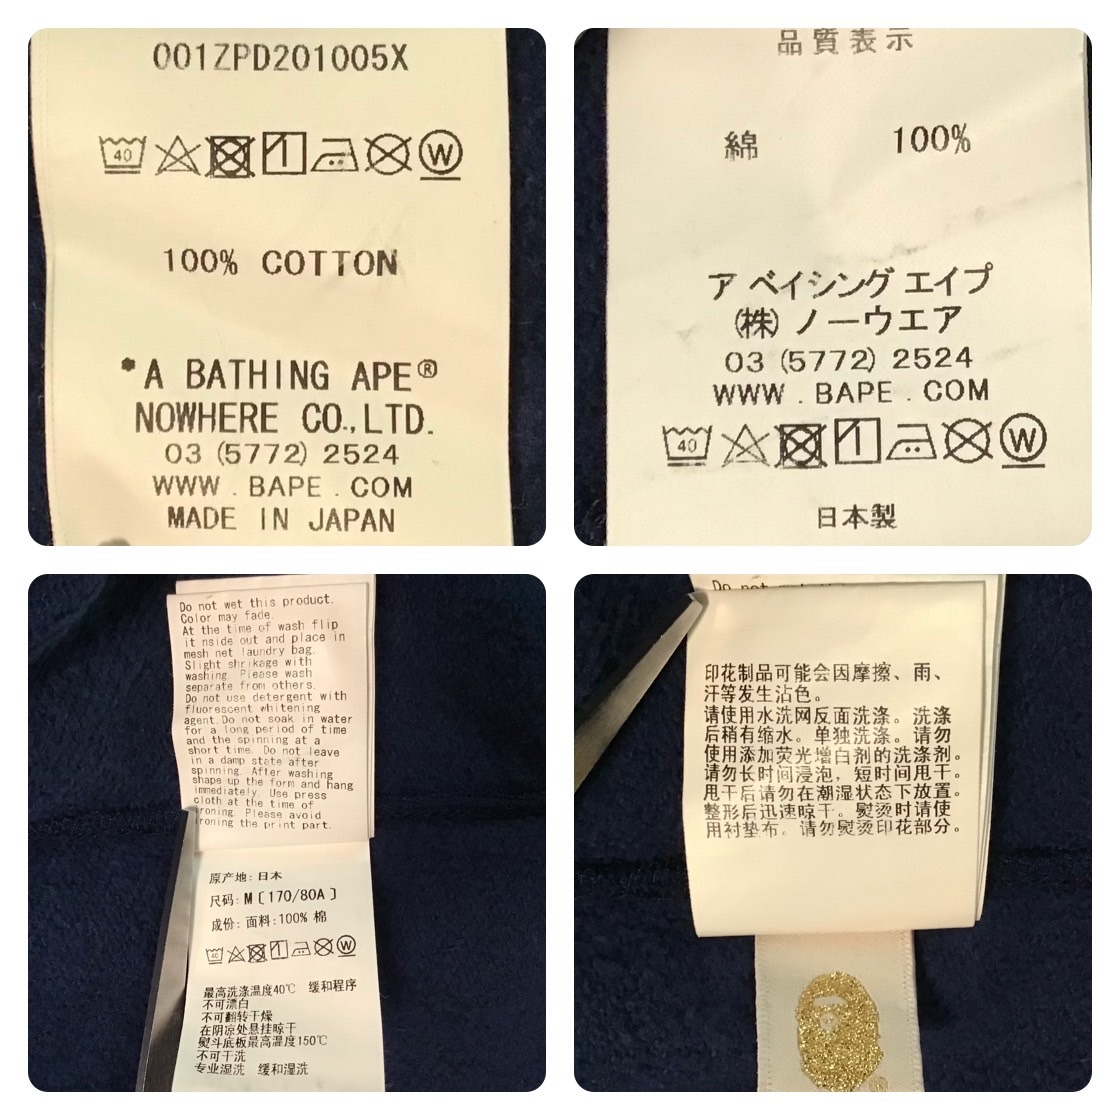 001ZPD201005X
40 W
100% COTTON
*A BATHING APE®
NOWHERE CO.,LTD.
03 (5772) 2524
WWW . BAPE . COM
MADE IN JAPAN
品質表示
綿 100%
ア ベイシング エイプ
(株) ノーウエア
03 (5772) 2524
WWW . BAPE . COM
40 W
日本製
Do not wet this product.
Color may fade.
At the time of wash flip
it nside out and place in
mesh net laundry bag.
Slight shrikage with
washing. Please wash
separate from others.
Do not use detergent with
fluorescent whitening
agent.Do not soak in water
for a long period of time
and the spinning at a
short time. Do not leave
in a damp state after
spinning. After washing
shape up the form and hang
immediately. Use press
cloth at the time of
ironing. Please avoid
ironing the print part.
原产地: 日本
尺码: M〔170/80A〕
成份: 面料:100% 棉
40 W
最高洗涤温度40℃ 缓和程序
不可漂白
不可翻转干燥
在阴凉处悬挂晾干
熨斗底板最高温度150℃
不可干洗
专业湿洗 缓和湿洗
Do not
印花制品可能会因摩擦、雨、
汗等发生沾色。
请使用水洗网反面洗涤。洗涤
后稍有缩水。单独洗涤。请勿
使用添加荧光增白剂的洗涤剂。
请勿长时间浸泡，短时间甩干。
甩干后请勿在潮湿状态下放置。
整形后迅速晾干。熨烫时请使
用衬垫布。请勿熨烫印花部分。
®